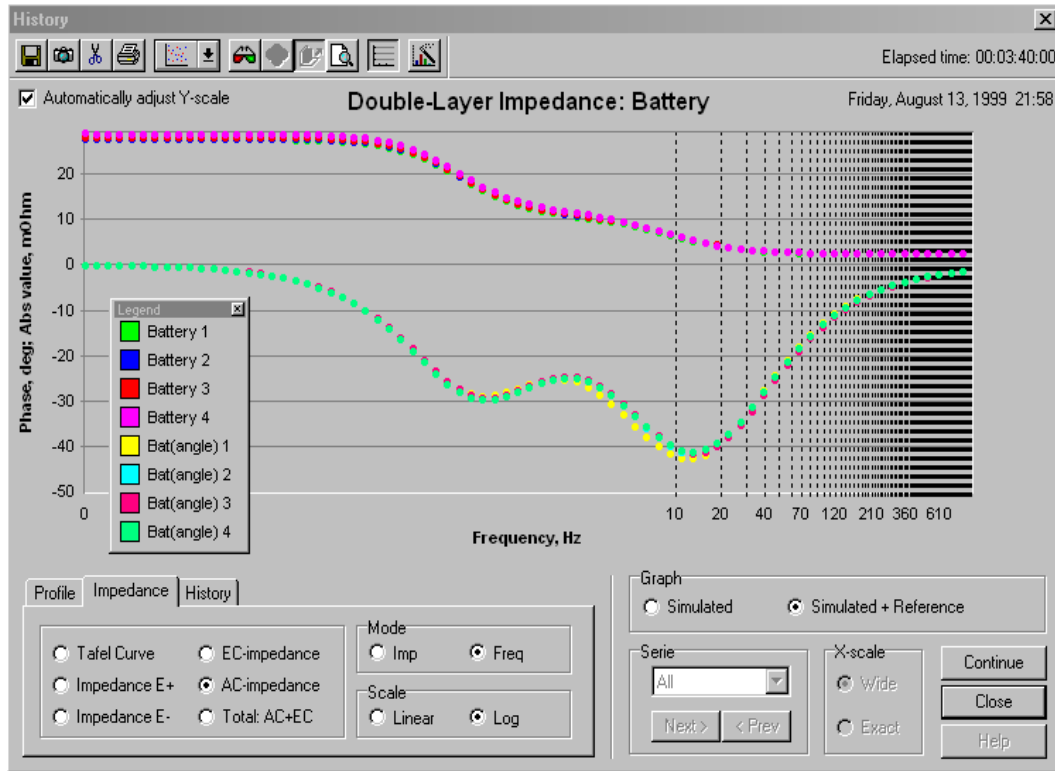 History
Elapsed time: 00:03:40:00
Automatically adjust Y-scale
Double-Layer Impedance: Battery
Friday, August 13, 1999 21:58
Phase, deg; Abs value, mOhm
20
10
0
-10
-20
-30
-40
-50
Legend
Battery 1
Battery 2
Battery 3
Battery 4
Bat(angle) 1
Bat(angle) 2
Bat(angle) 3
Bat(angle) 4
0 10 20 40 70 120 210 360 610
Frequency, Hz
Profile Impedance History
Tafel Curve EC-impedance
Impedance E+ AC-impedance
Impedance E- Total: AC+EC
Mode
Imp Freq
Scale
Linear Log
Graph
Simulated Simulated + Reference
Serie
All
Next > < Prev
X-scale
Wide
Exact
Continue
Close
Help